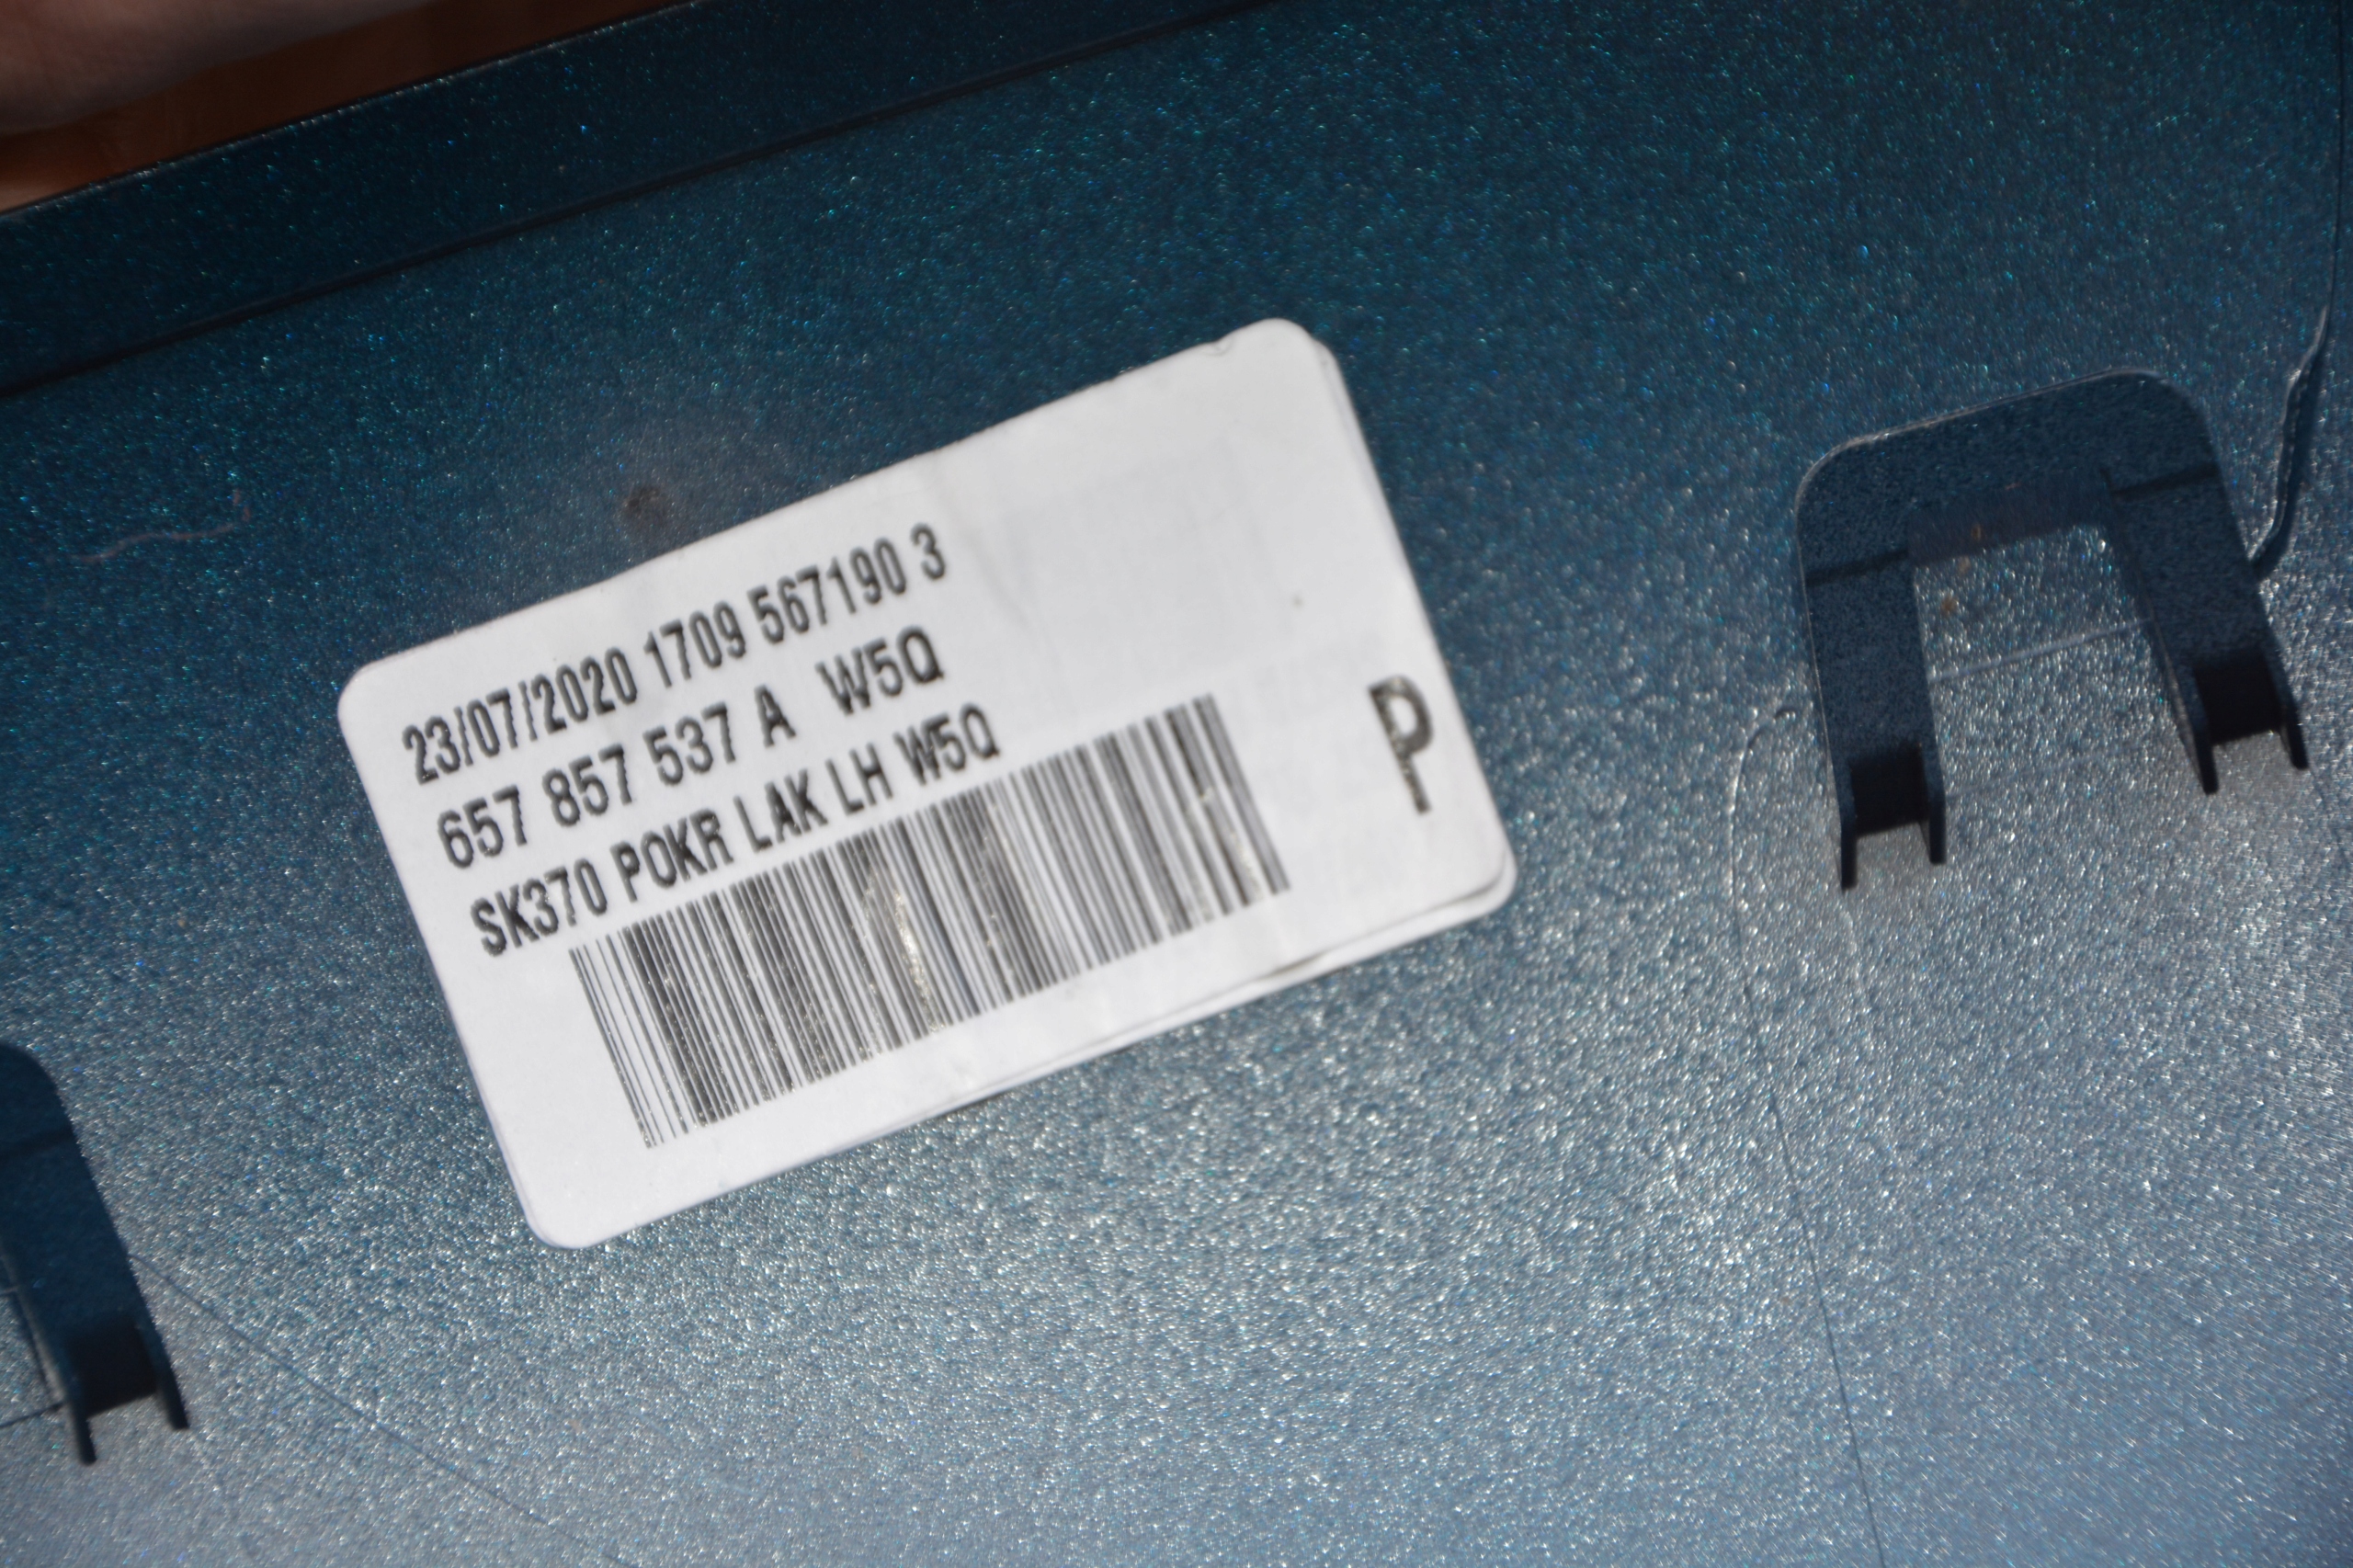 23/07/2020 1709 567190 3
657 857 537 A W5Q
SK370 POKR LAK LH W5Q
P